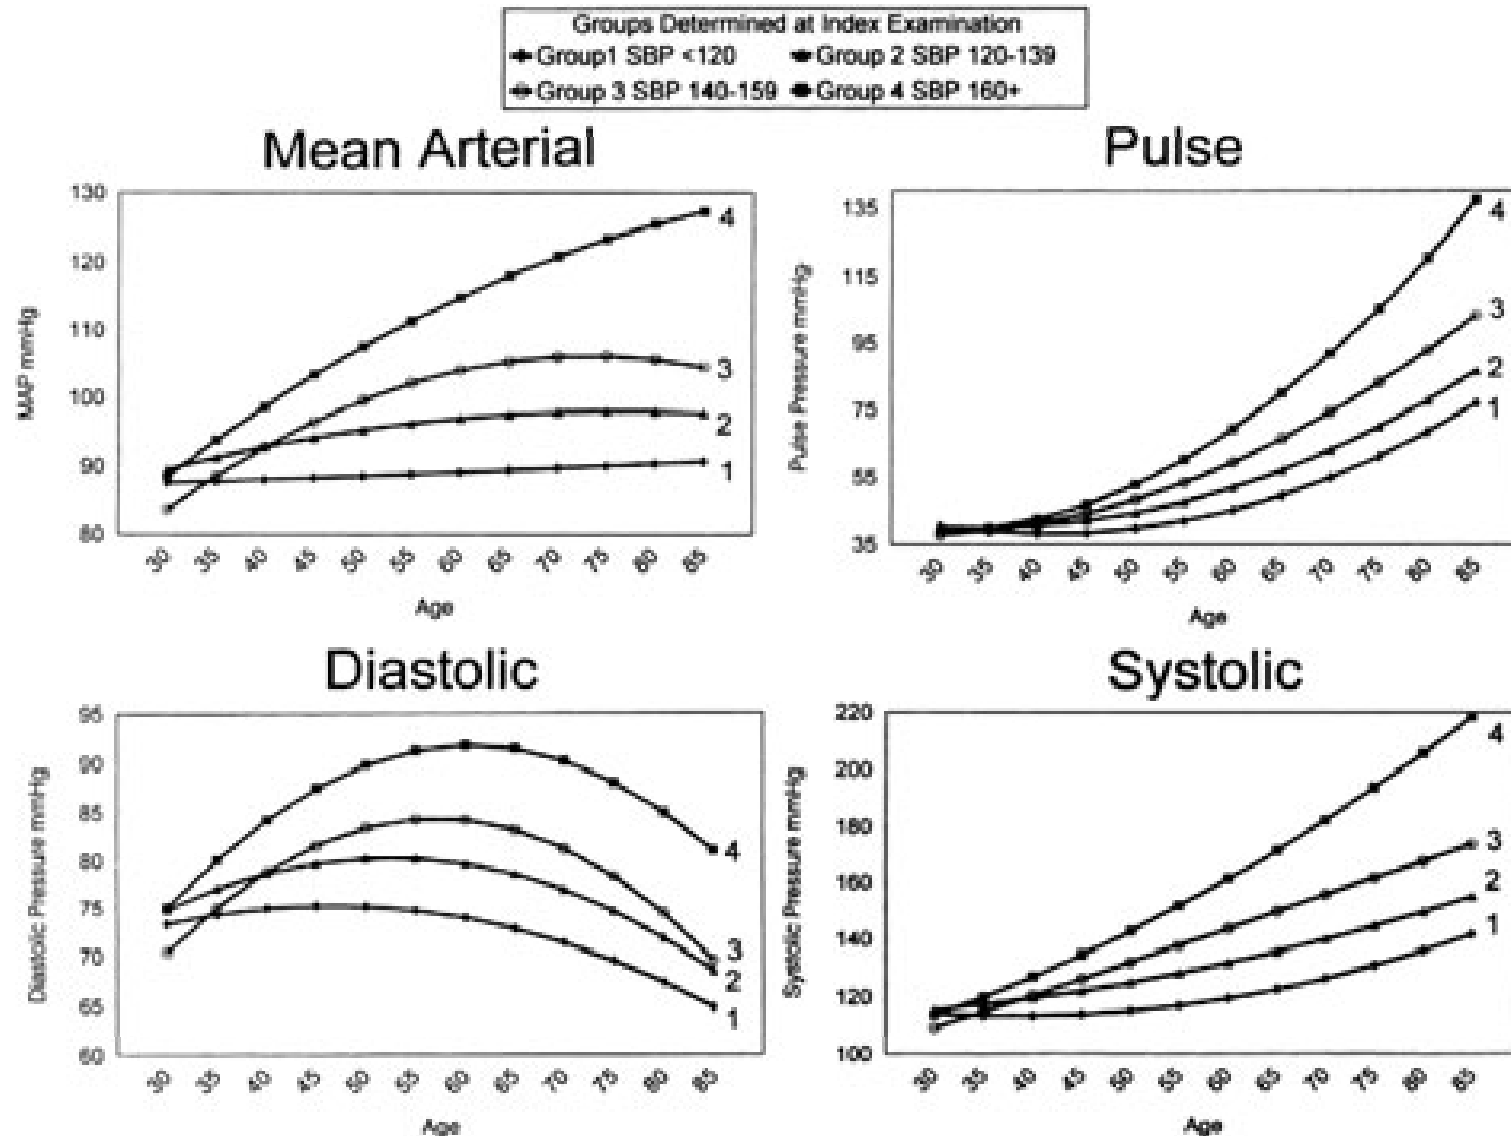 Groups Determined at Index Examination
Group1 SBP <120 Group 2 SBP 120-139
Group 3 SBP 140-159 Group 4 SBP 160+
Mean Arterial
130
120
110
100
90
80
MAP mmHg
4
3
2
1
30 35 40 45 50 55 60 65 70 75 80 85
Age
Pulse
135
115
95
75
55
35
Pulse Pressure mmHg
4
3
2
1
30 35 40 45 50 55 60 65 70 75 80 85
Age
Diastolic
95
90
85
80
75
70
65
60
Diastolic Pressure mmHg
4
3
2
1
30 35 40 45 50 55 60 65 70 75 80 85
Age
Systolic
220
200
180
160
140
120
100
Systolic Pressure mmHg
4
3
2
1
30 35 40 45 50 55 60 65 70 75 80 85
Age